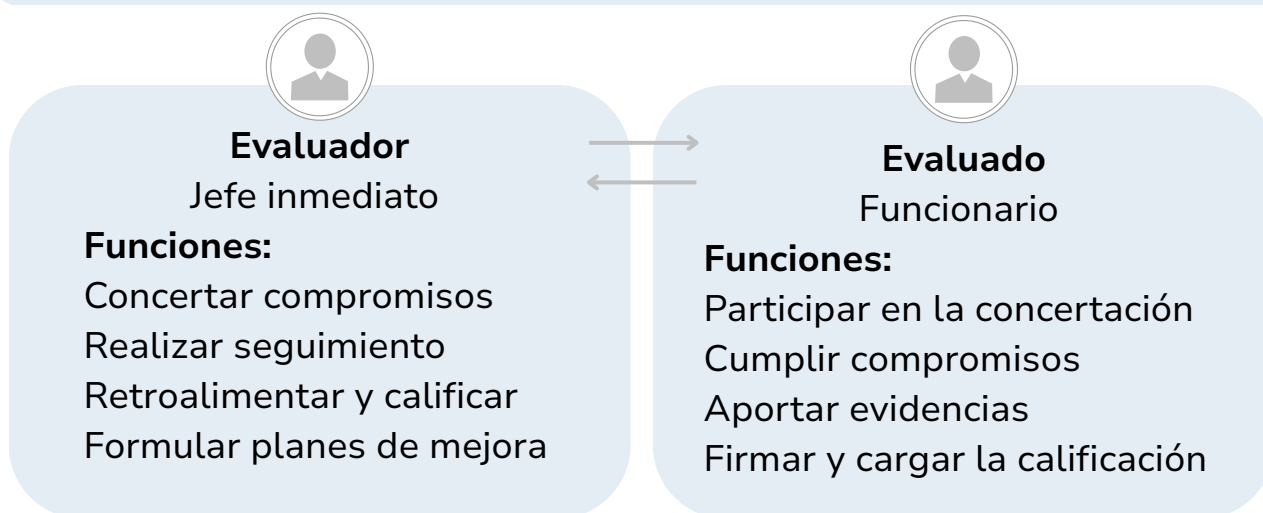 Evaluador
Jefe inmediato
Funciones:
Concertar compromisos
Realizar seguimiento
Retroalimentar y calificar
Formular planes de mejora
Evaluado
Funcionario
Funciones:
Participar en la concertación
Cumplir compromisos
Aportar evidencias
Firmar y cargar la calificación